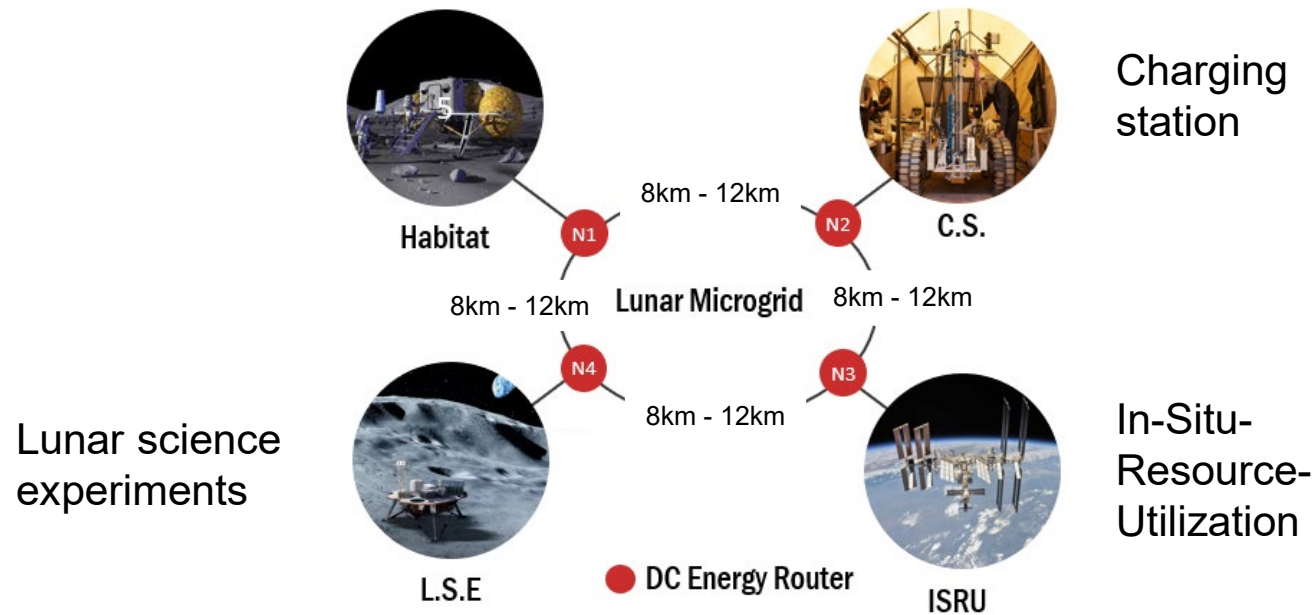 5
Habitat
Charging
station
C.S.
8km - 12km
N1
N2
8km - 12km
Lunar Microgrid
8km - 12km
N4
N3
8km - 12km
Lunar science
experiments
L.S.E
In-Situ-
Resource-
Utilization
ISRU
DC Energy Router